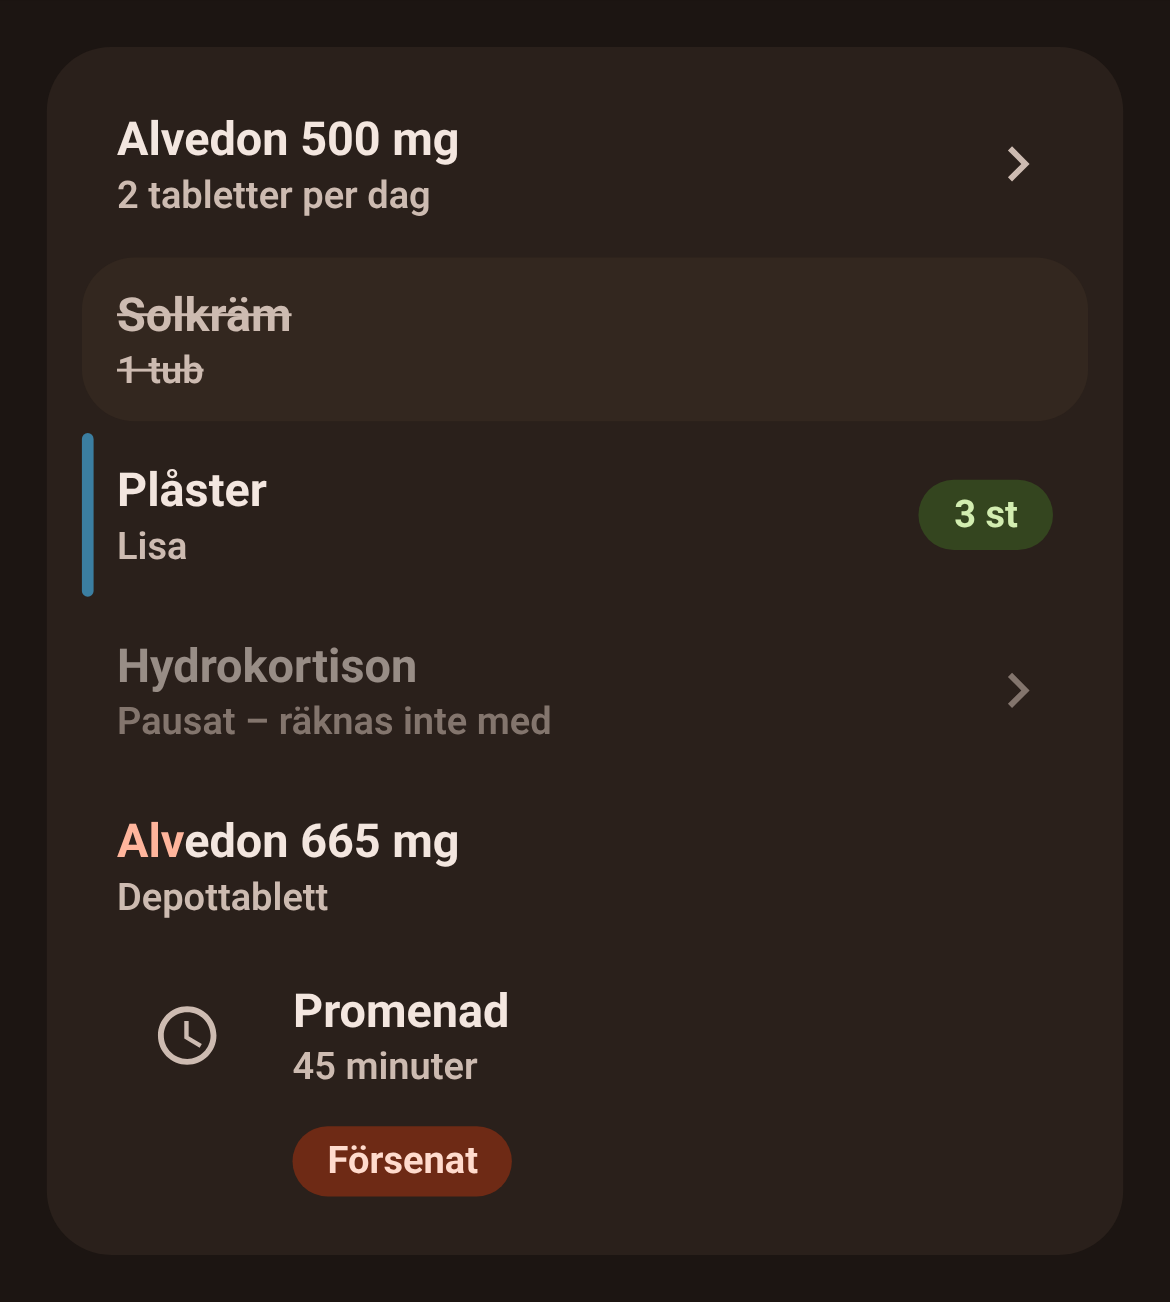 Alvedon 500 mg
2 tabletter per dag
Solkräm
1 tub
Plåster
Lisa
3 st
Hydrokortison
Pausat – räknas inte med
Alvedon 665 mg
Depottablett
Promenad
45 minuter
Försenat